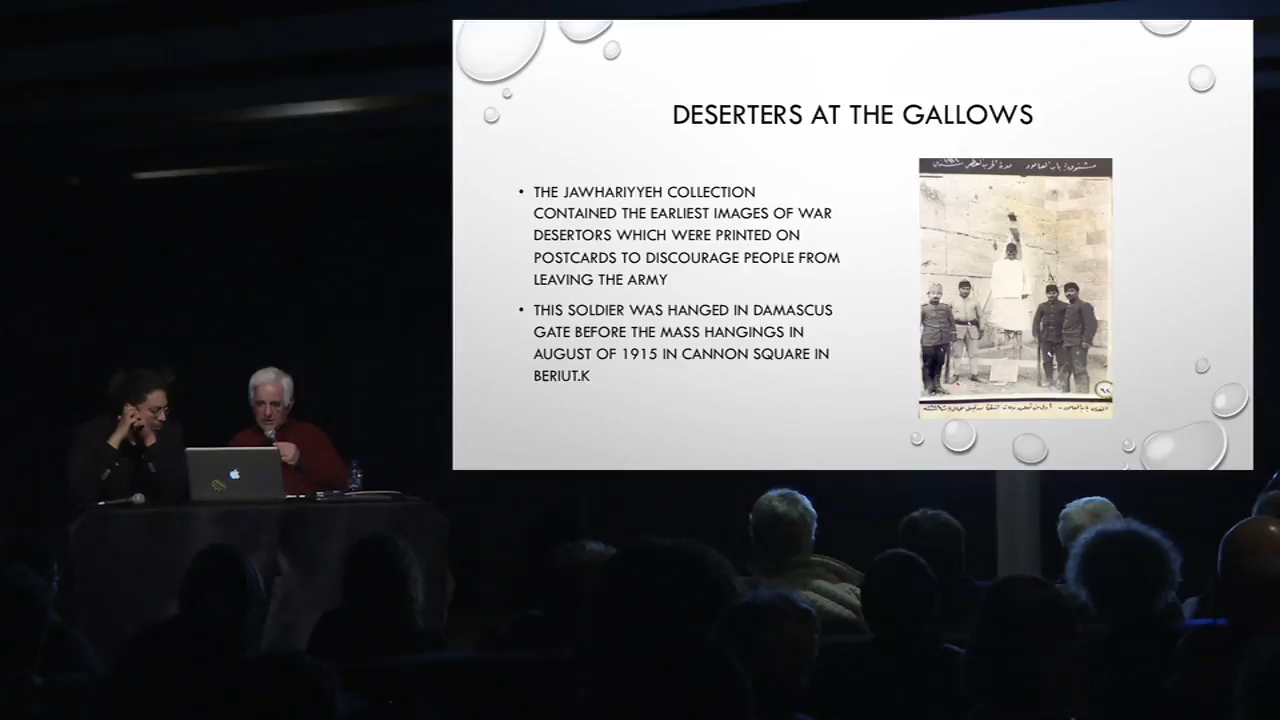 DESERTERS AT THE GALLOWS
• THE JAWHARIYYEH COLLECTION
CONTAINED THE EARLIEST IMAGES OF WAR
DESERTORS WHICH WERE PRINTED ON
POSTCARDS TO DISCOURAGE PEOPLE FROM
LEAVING THE ARMY
• THIS SOLDIER WAS HANGED IN DAMASCUS
GATE BEFORE THE MASS HANGINGS IN
AUGUST OF 1915 IN CANNON SQUARE IN
BERIUT.K